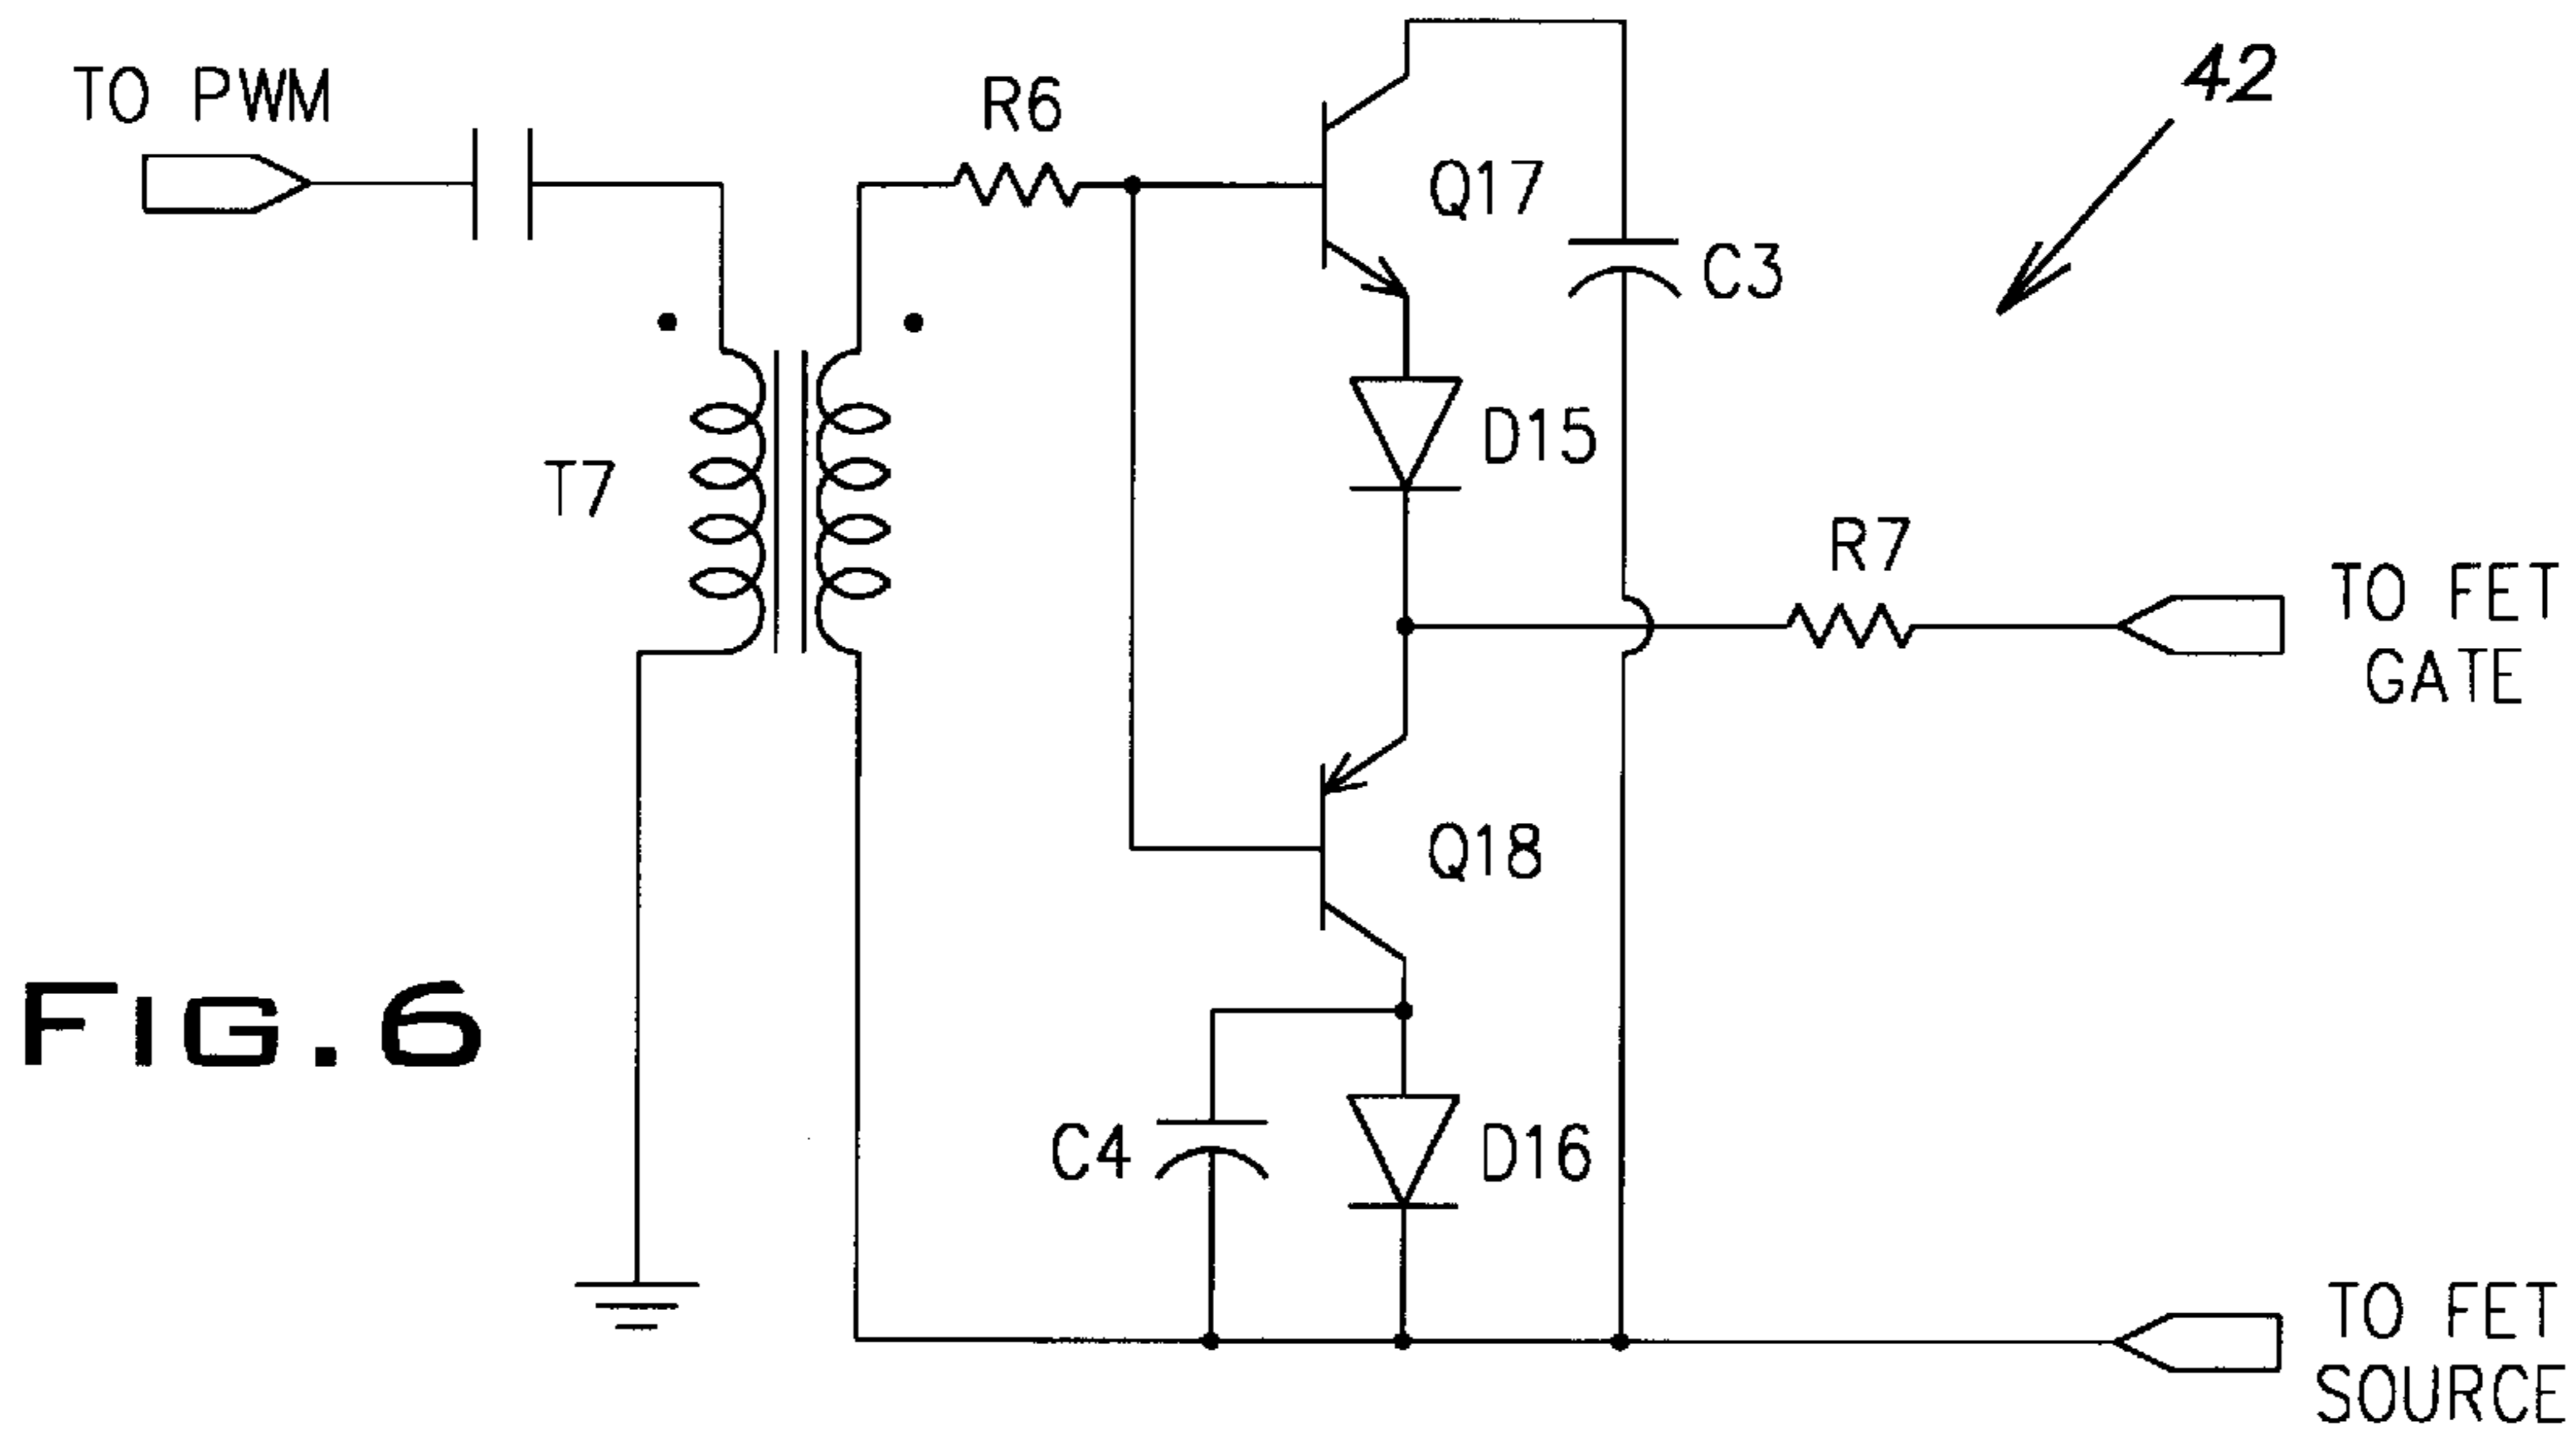 TO PWM
R6
42
Q17
C3
D15
T7
R7
TO FET
GATE
Q18
FIG.6
C4
D16
TO FET
SOURCE